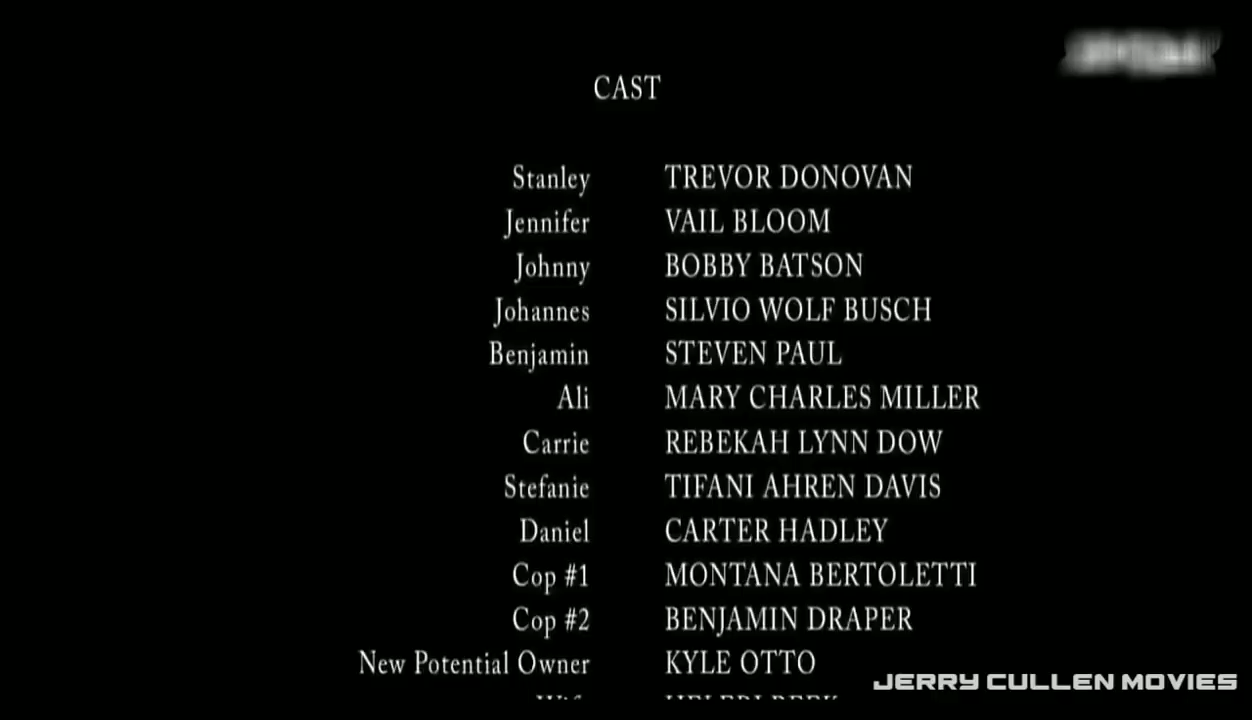 CAST
Stanley TREVOR DONOVAN
Jennifer VAIL BLOOM
Johnny BOBBY BATSON
Johannes SILVIO WOLF BUSCH
Benjamin STEVEN PAUL
Ali MARY CHARLES MILLER
Carrie REBEKAH LYNN DOW
Stefanie TIFANI AHREN DAVIS
Daniel CARTER HADLEY
Cop #1 MONTANA BERTOLETTI
Cop #2 BENJAMIN DRAPER
New Potential Owner KYLE OTTO
JERRY CULLEN MOVIES